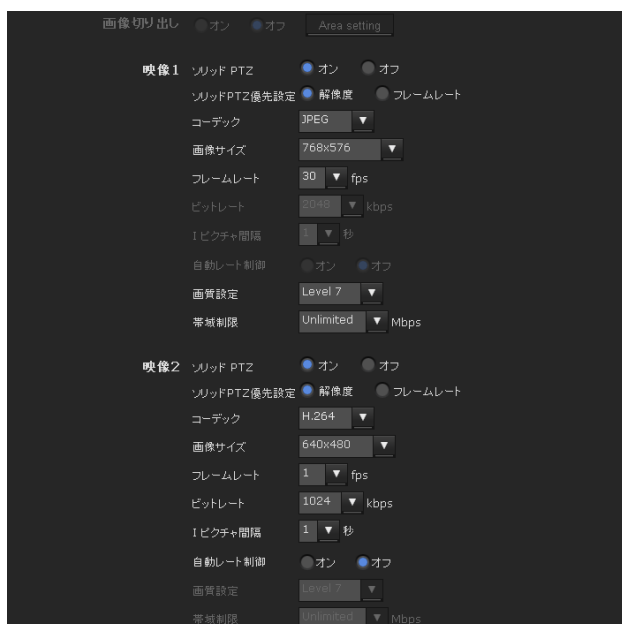 画像切り出し オン オフ Area setting
映像1 ソリッド PTZ オン オフ
ソリッドPTZ優先設定 解像度 フレームレート
コーデック JPEG
画像サイズ 768x576
フレームレート 30 fps
ビットレート 2048 kbps
I ピクチャ間隔 1 秒
自動レート制御 オン オフ
画質設定 Level 7
帯域制限 Unlimited Mbps
映像2 ソリッド PTZ オン オフ
ソリッドPTZ優先設定 解像度 フレームレート
コーデック H.264
画像サイズ 640x480
フレームレート 1 fps
ビットレート 1024 kbps
I ピクチャ間隔 1 秒
自動レート制御 オン オフ
画質設定 Level 7
帯域制限 Unlimited Mbps